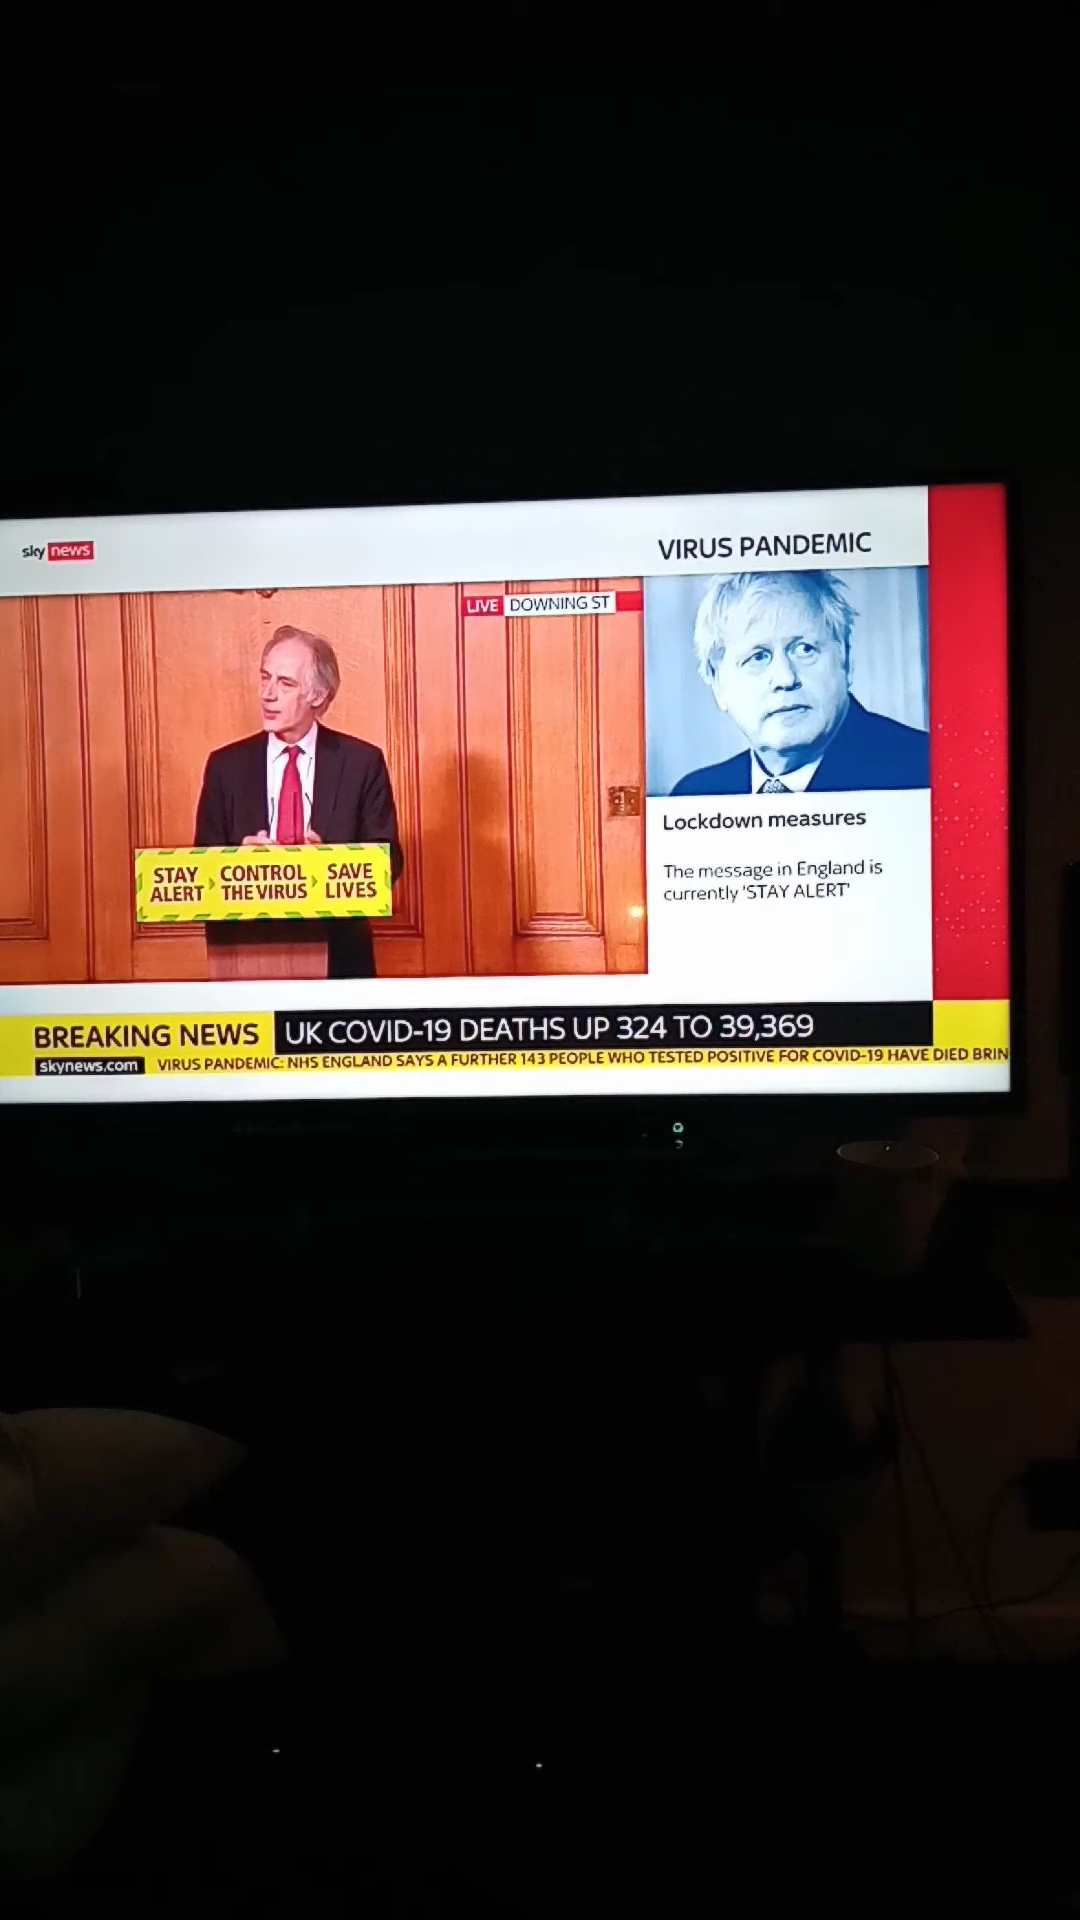 sky news
VIRUS PANDEMIC
LIVE DOWNING ST
STAY ALERT
CONTROL THE VIRUS
SAVE LIVES
Lockdown measures
The message in England is
currently 'STAY ALERT'
BREAKING NEWS UK COVID-19 DEATHS UP 324 TO 39,369
skynews.com VIRUS PANDEMIC: NHS ENGLAND SAYS A FURTHER 143 PEOPLE WHO TESTED POSITIVE FOR COVID-19 HAVE DIED BRIN